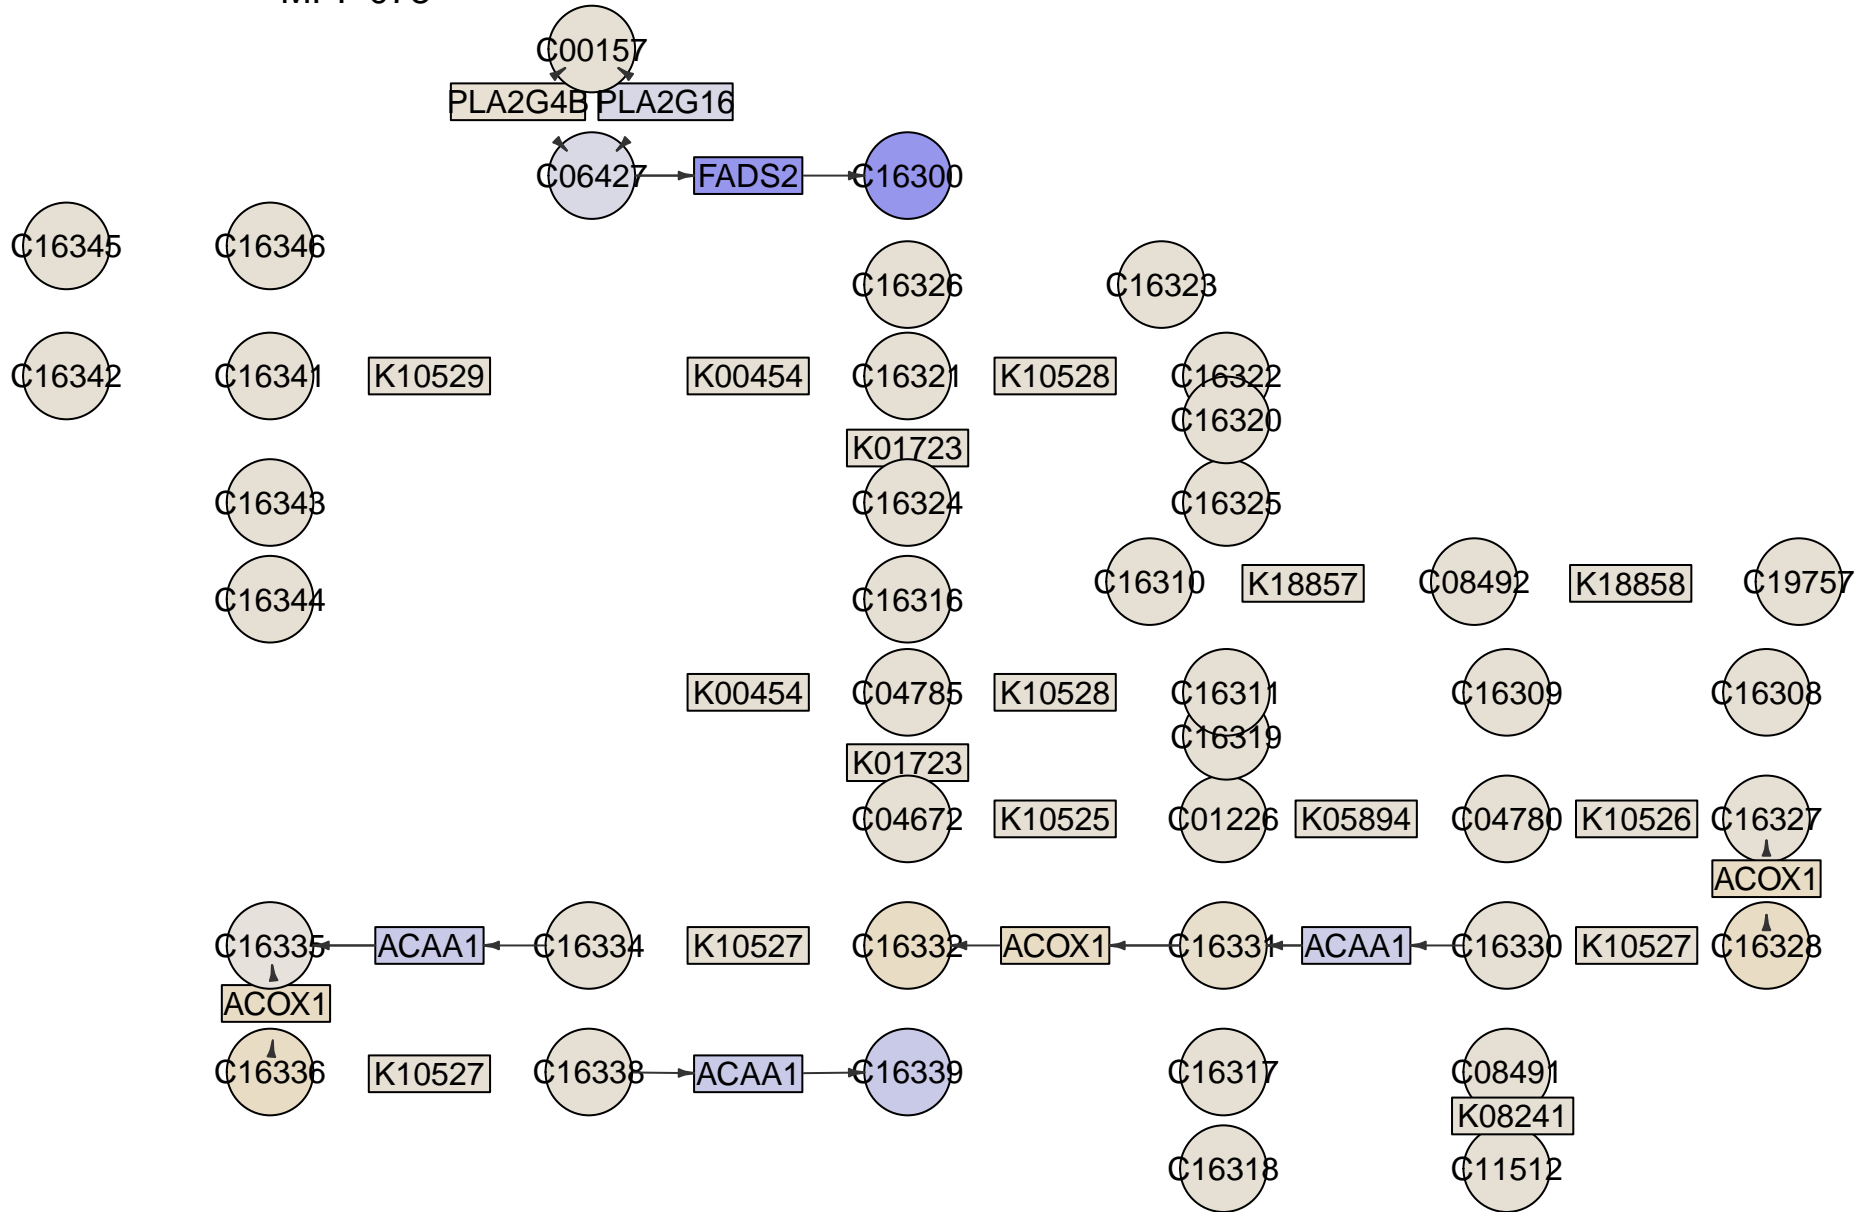 C00157
PLA2G4B PLA2G16
C06427 FADS2 C16300
C16345 C16346
C16326 C16323
C16342 C16341 K10529 K00454 C16321 K10528 C16322
C16320
K01723
C16343 C16324 C16325
C16310 K18857 C08492 K18858 C19757
C16344 C16316
K00454 C04785 K10528 C16311 C16309 C16308
C16319
K01723
C04672 K10525 C01226 K05894 C04780 K10526 C16327
ACOX1
C16335 ACAA1 C16334 K10527 C16332 ACOX1 C16331 ACAA1 C16330 K10527 C16328
ACOX1
C16336 K10527 C16338 ACAA1 C16339 C16317 C08491
K08241
C16318 C11512